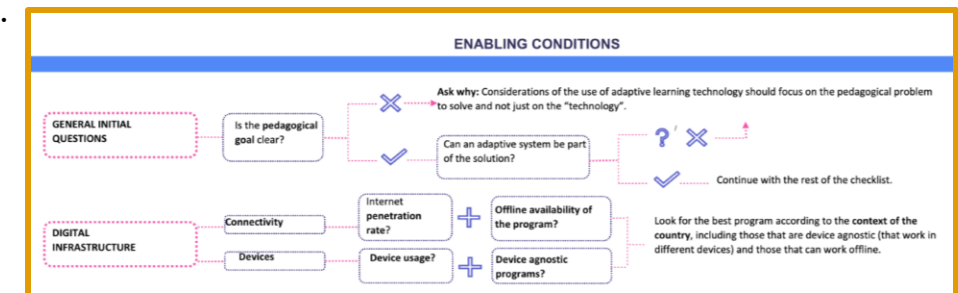 ENABLING CONDITIONS
Ask why: Considerations of the use of adaptive learning technology should focus on the pedagogical problem
to solve and not just on the "technology".
GENERAL INITIAL
QUESTIONS
Is the pedagogical
goal clear?
Can an adaptive system be part
of the solution?
? /
Continue with the rest of the checklist.
DIGITAL
INFRASTRUCTURE
Connectivity
Internet
penetration
rate?
Offline availability of
the program?
Devices
Device usage?
Device agnostic
programs?
Look for the best program according to the context of the
country, including those that are device agnostic (that work in
different devices) and those that can work offline.